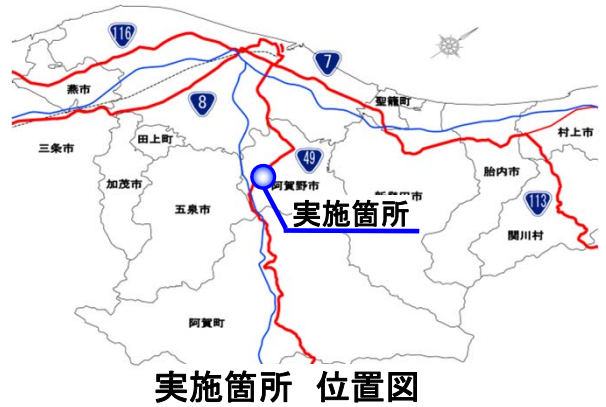 116
7
燕市
8
聖籠町
三条市
田上町
49
村上市
加茂市
阿賀野市
胎内市
五泉市
113
実施箇所
関川村
阿賀町
実施箇所 位置図